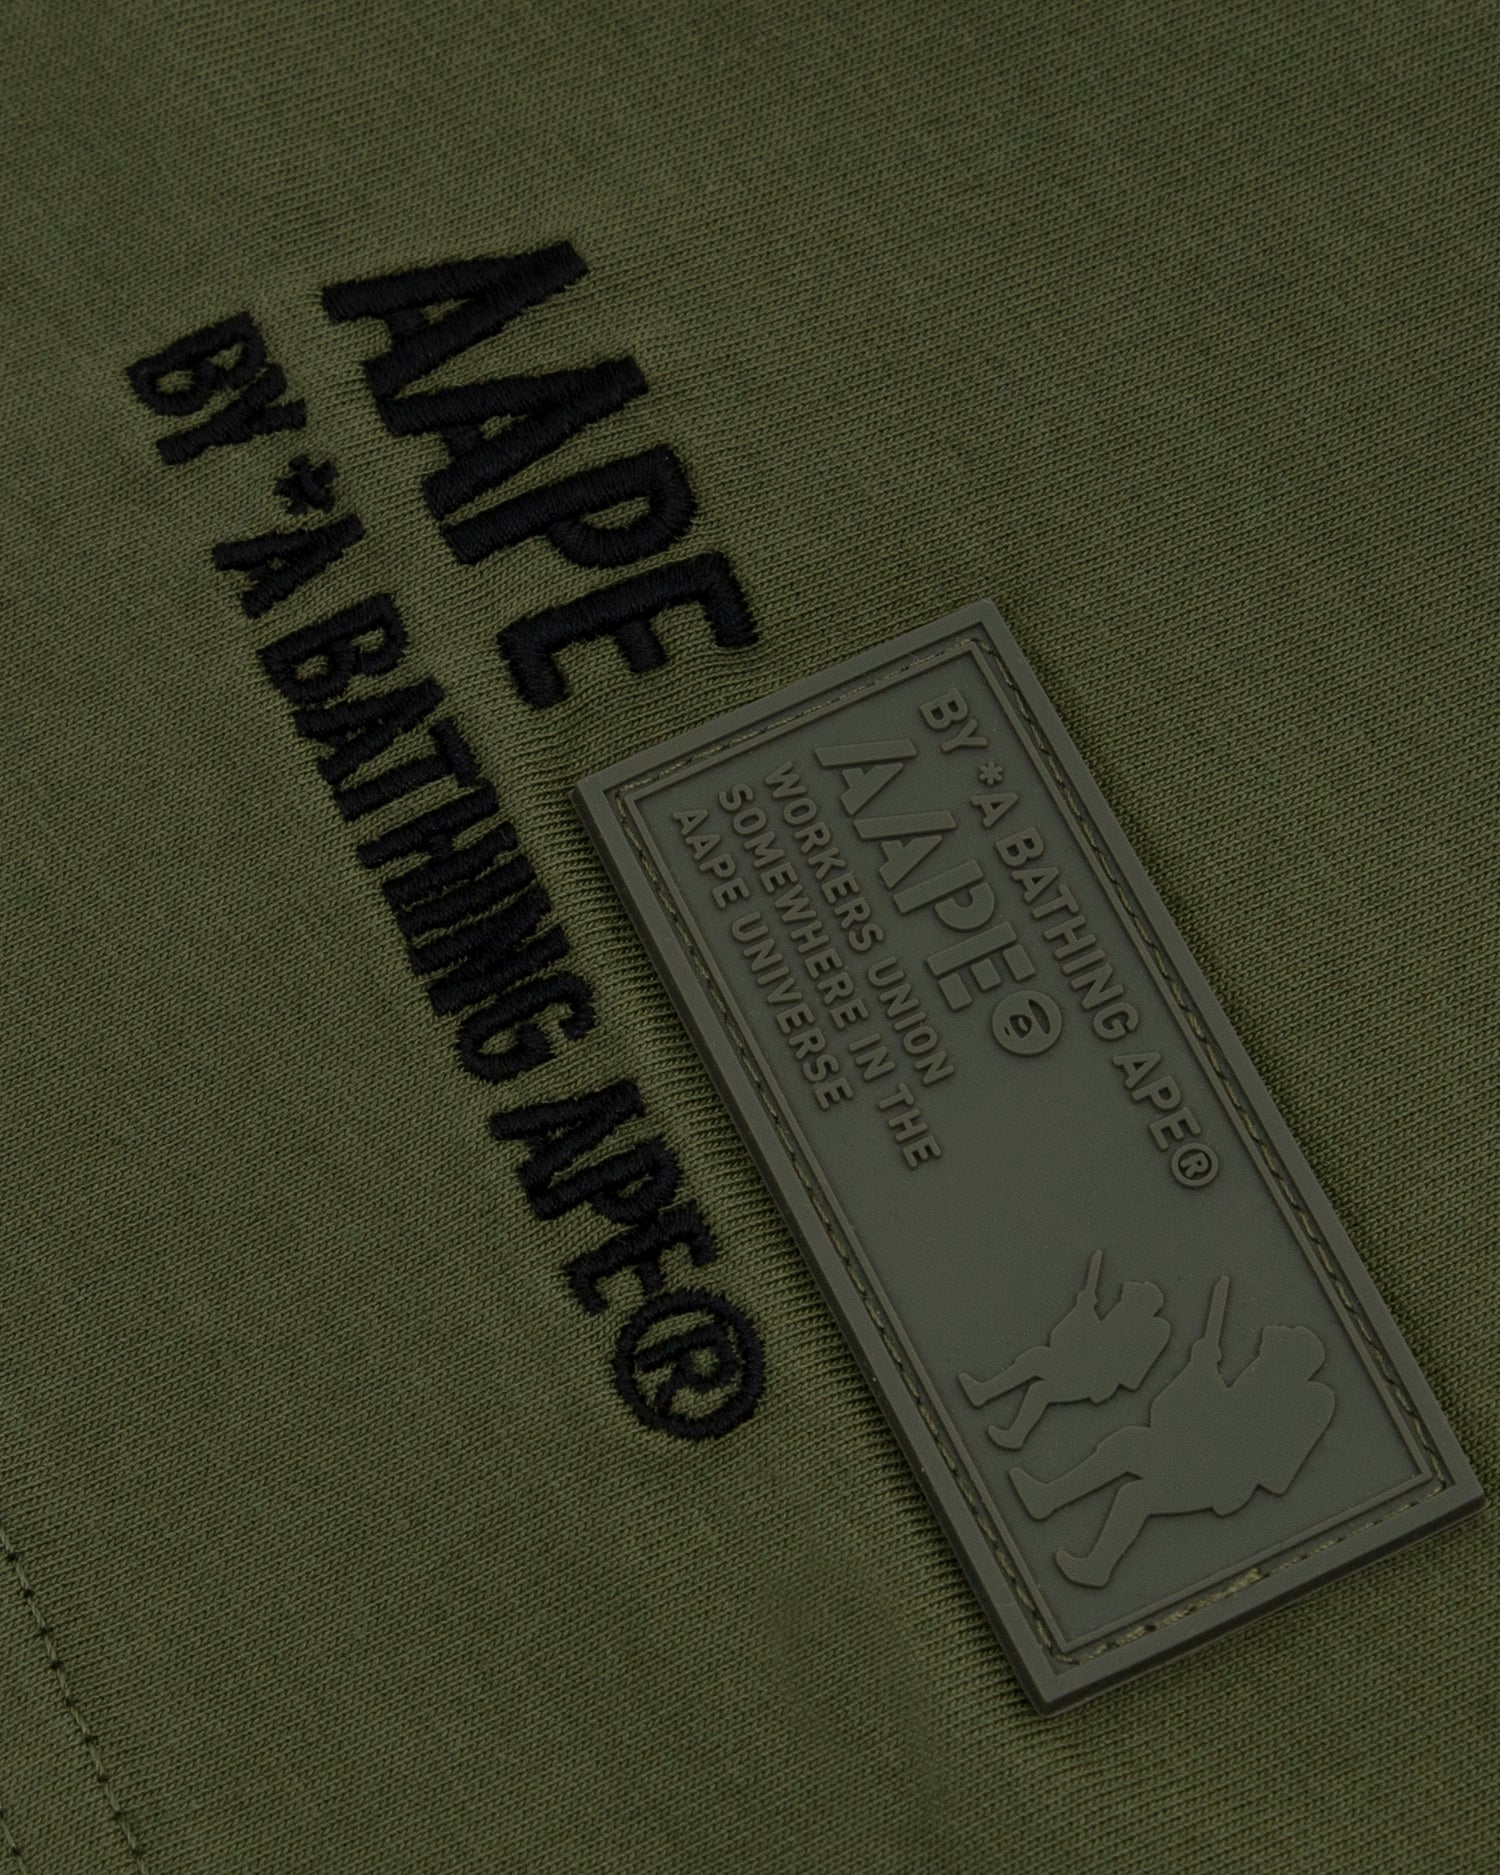 AAPE
BY *A BATHING APE®
BY *A BATHING APE®
AAPE
WORKERS UNION
SOMEWHERE IN THE
AAPE UNIVERSE